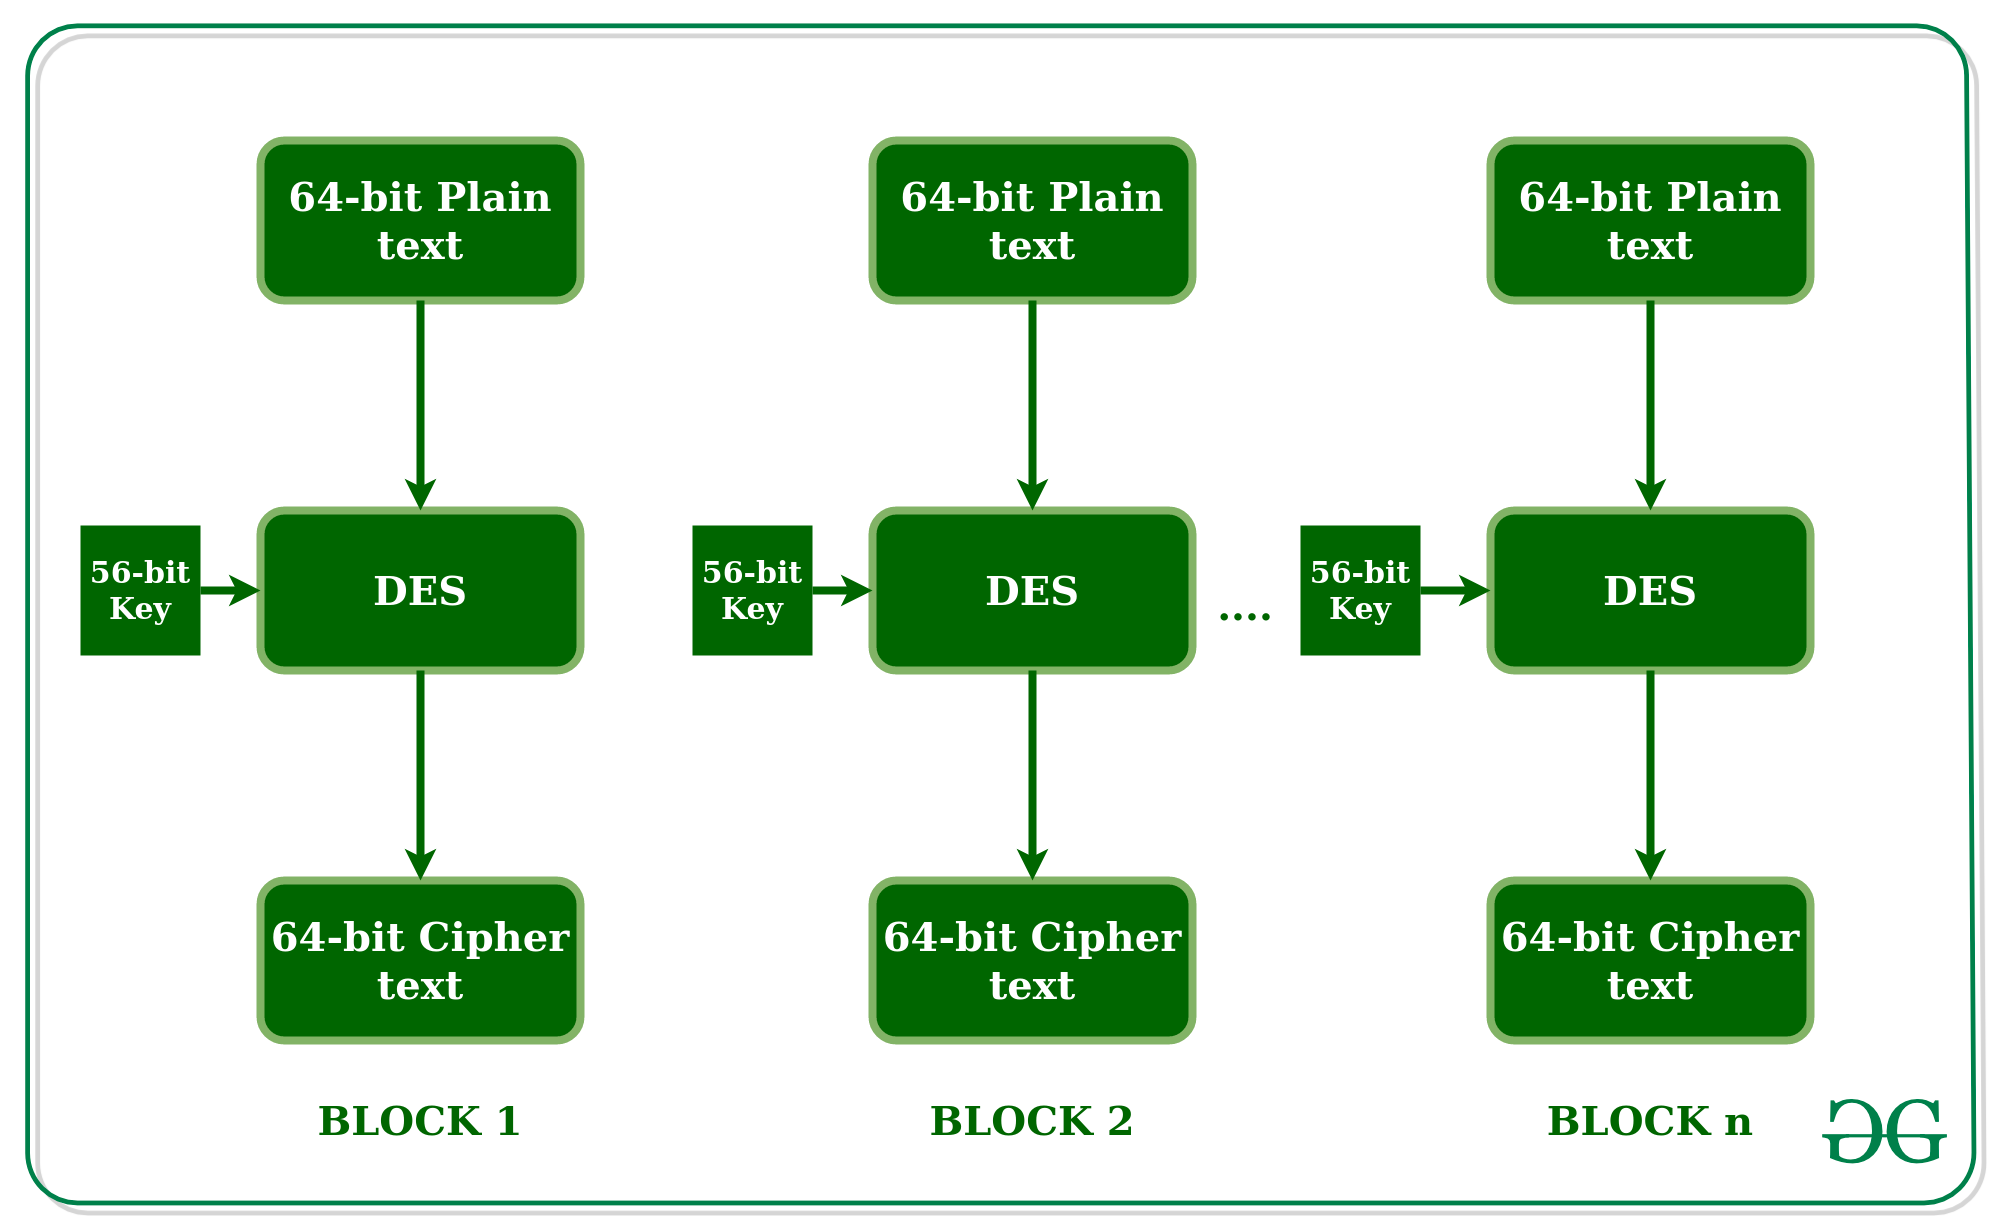 64-bit Plain
text
64-bit Plain
text
64-bit Plain
text
56-bit
Key
DES
56-bit
Key
DES
....
56-bit
Key
DES
64-bit Cipher
text
64-bit Cipher
text
64-bit Cipher
text
BLOCK 1
BLOCK 2
BLOCK n